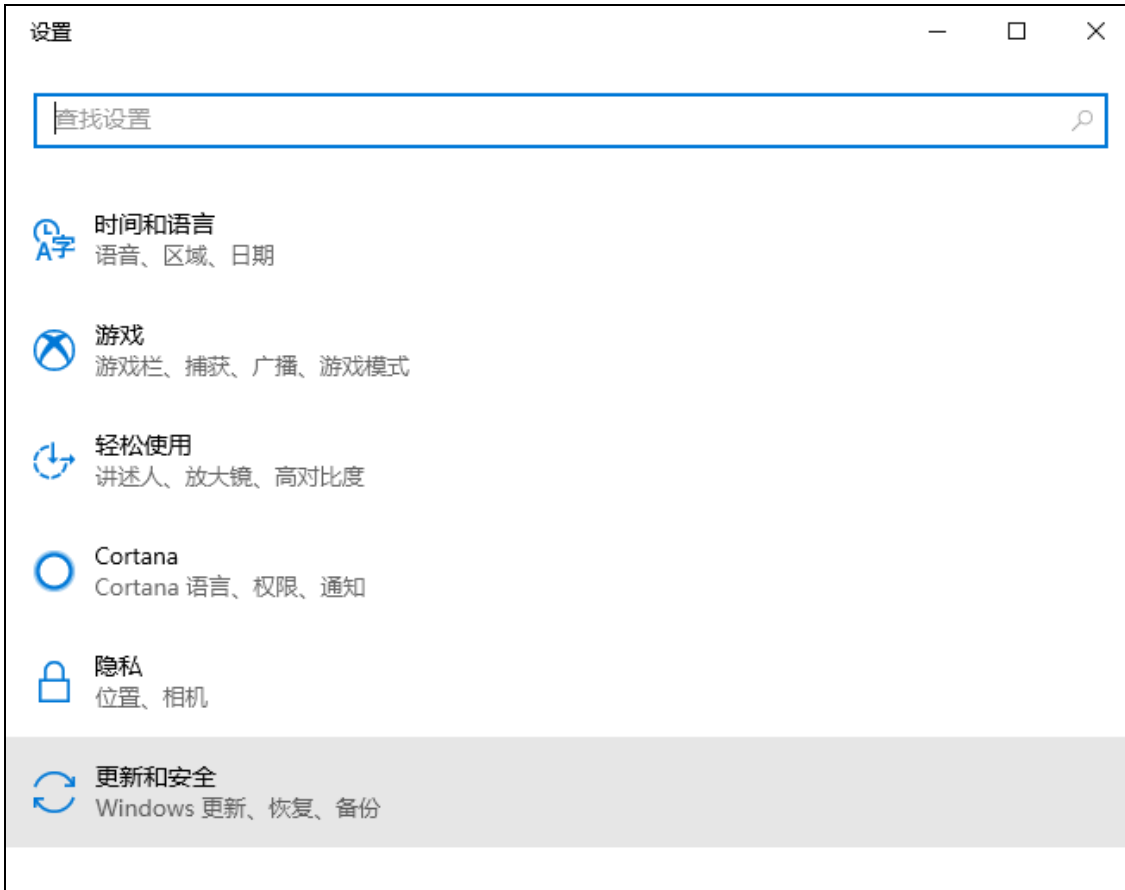 设置
查找设置
时间和语言
语音、区域、日期
游戏
游戏栏、捕获、广播、游戏模式
轻松使用
讲述人、放大镜、高对比度
Cortana
Cortana 语言、权限、通知
隐私
位置、相机
更新和安全
Windows 更新、恢复、备份